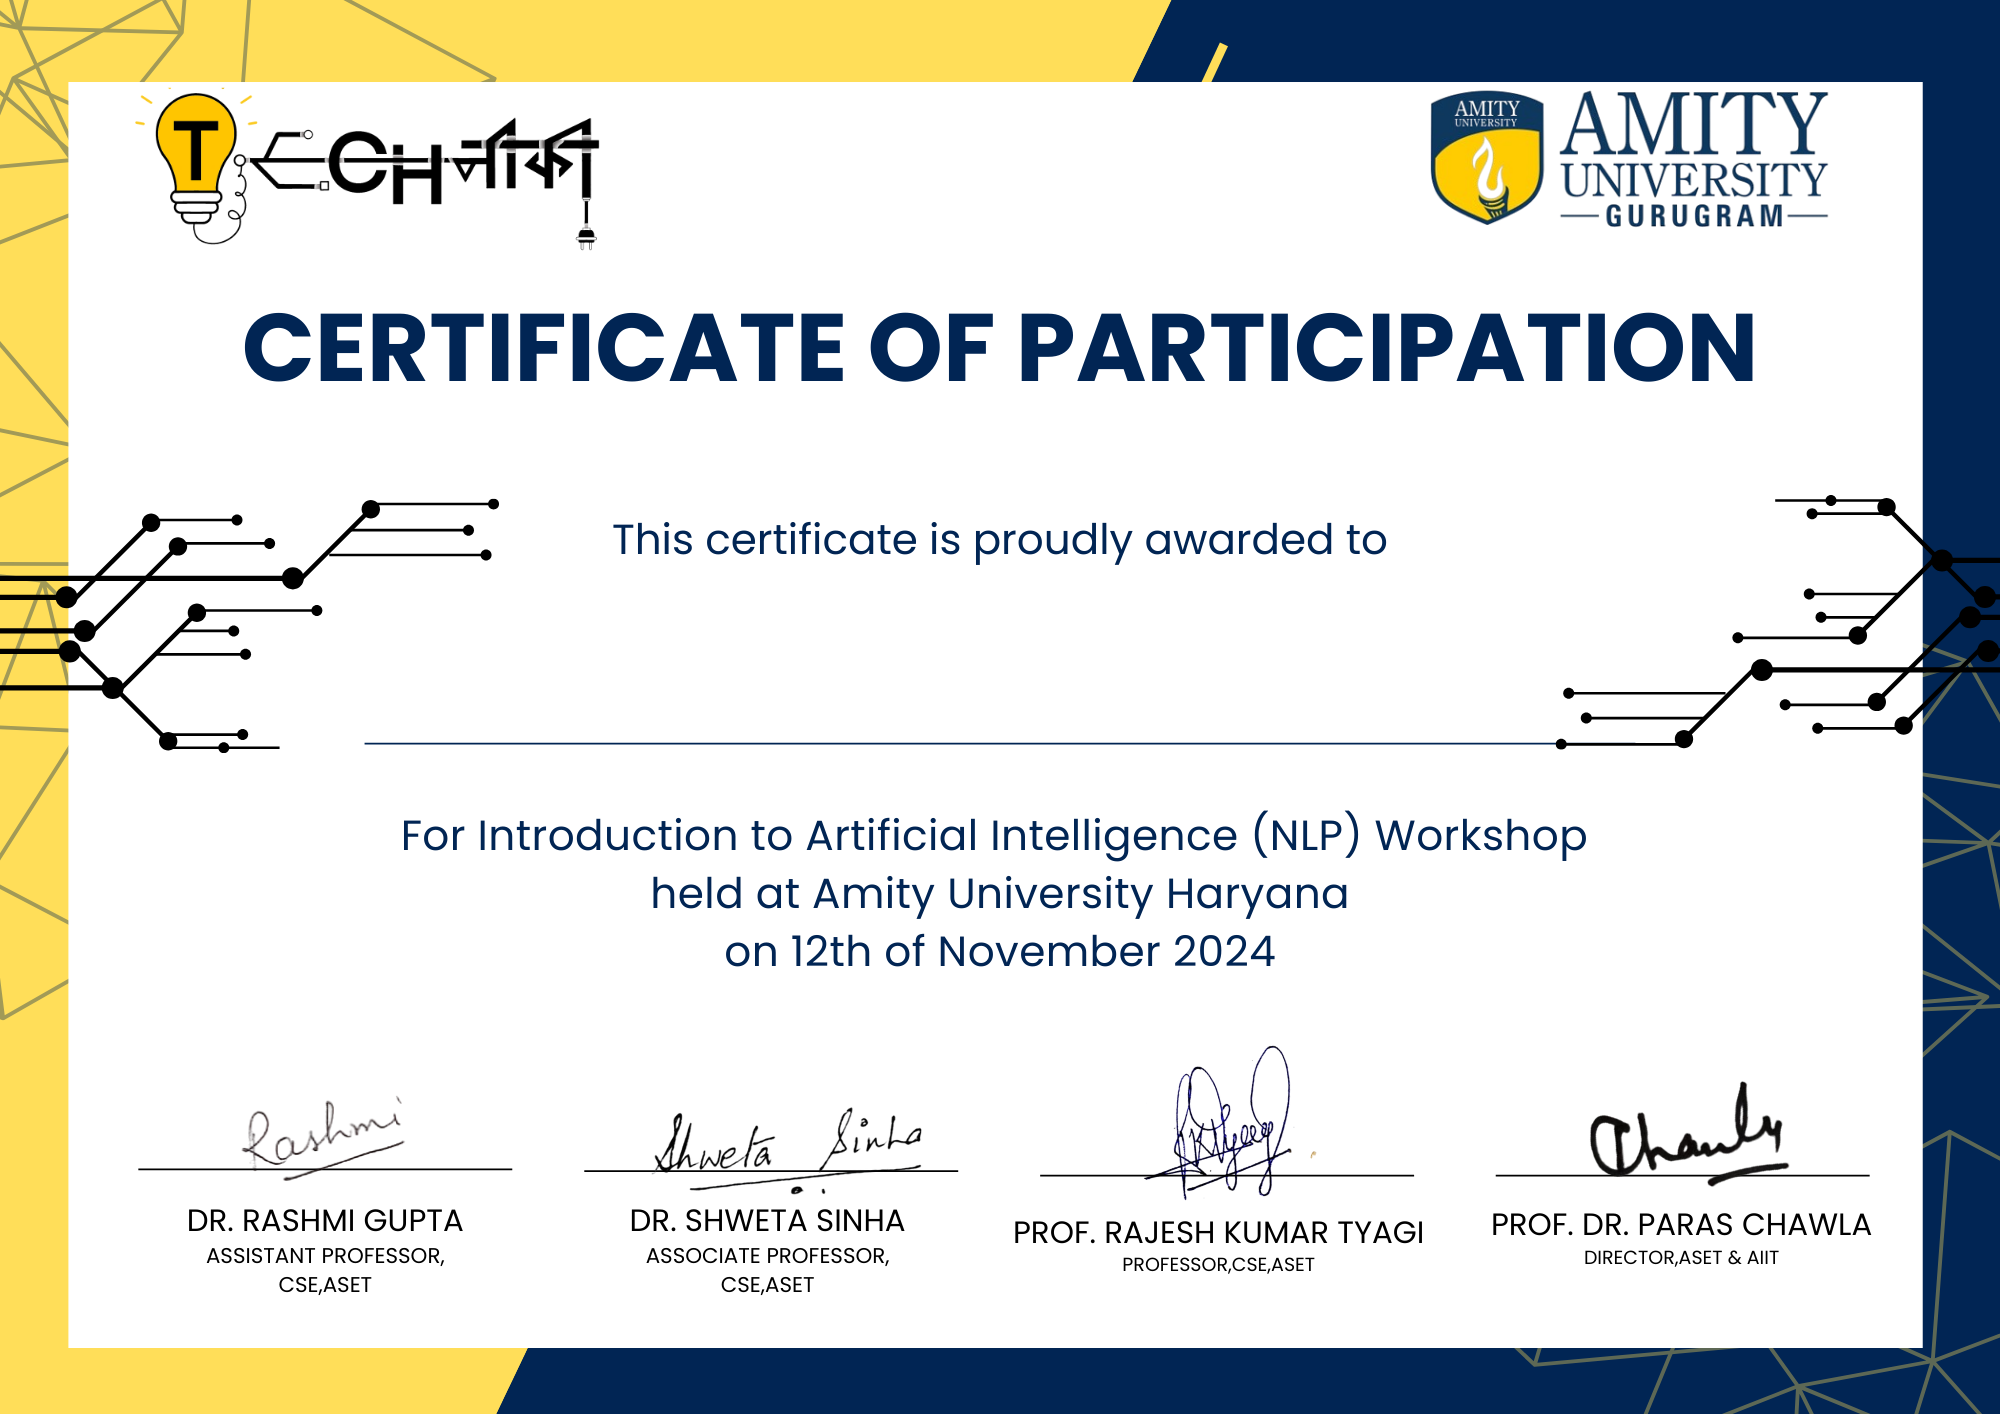 TECHनौका
AMITY
UNIVERSITY
AMITY
UNIVERSITY
GURUGRAM
CERTIFICATE OF PARTICIPATION
This certificate is proudly awarded to
For Introduction to Artificial Intelligence (NLP) Workshop
held at Amity University Haryana
on 12th of November 2024
Rashmi
Shweta Sinha
RKTyagi
Chawla
DR. RASHMI GUPTA
ASSISTANT PROFESSOR,
CSE,ASET
DR. SHWETA SINHA
ASSOCIATE PROFESSOR,
CSE,ASET
PROF. RAJESH KUMAR TYAGI
PROFESSOR,CSE,ASET
PROF. DR. PARAS CHAWLA
DIRECTOR,ASET & AIIT